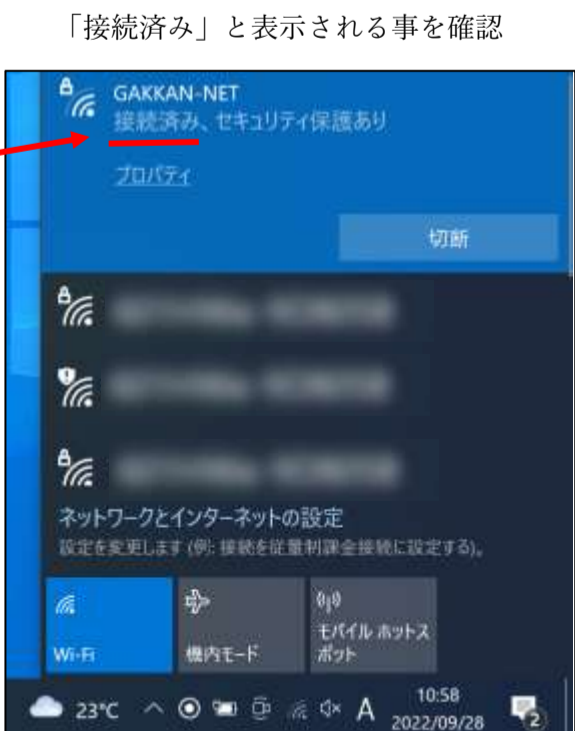 「接続済み」と表示される事を確認
GAKKAN-NET
接続済み、セキュリティ保護あり
プロパティ
切断
ネットワークとインターネットの設定
設定を変更します (例: 接続を従量制課金接続に設定する)。
Wi-Fi
機内モード
モバイル ホットス
ポット
23°C
A
10:58
2022/09/28
2